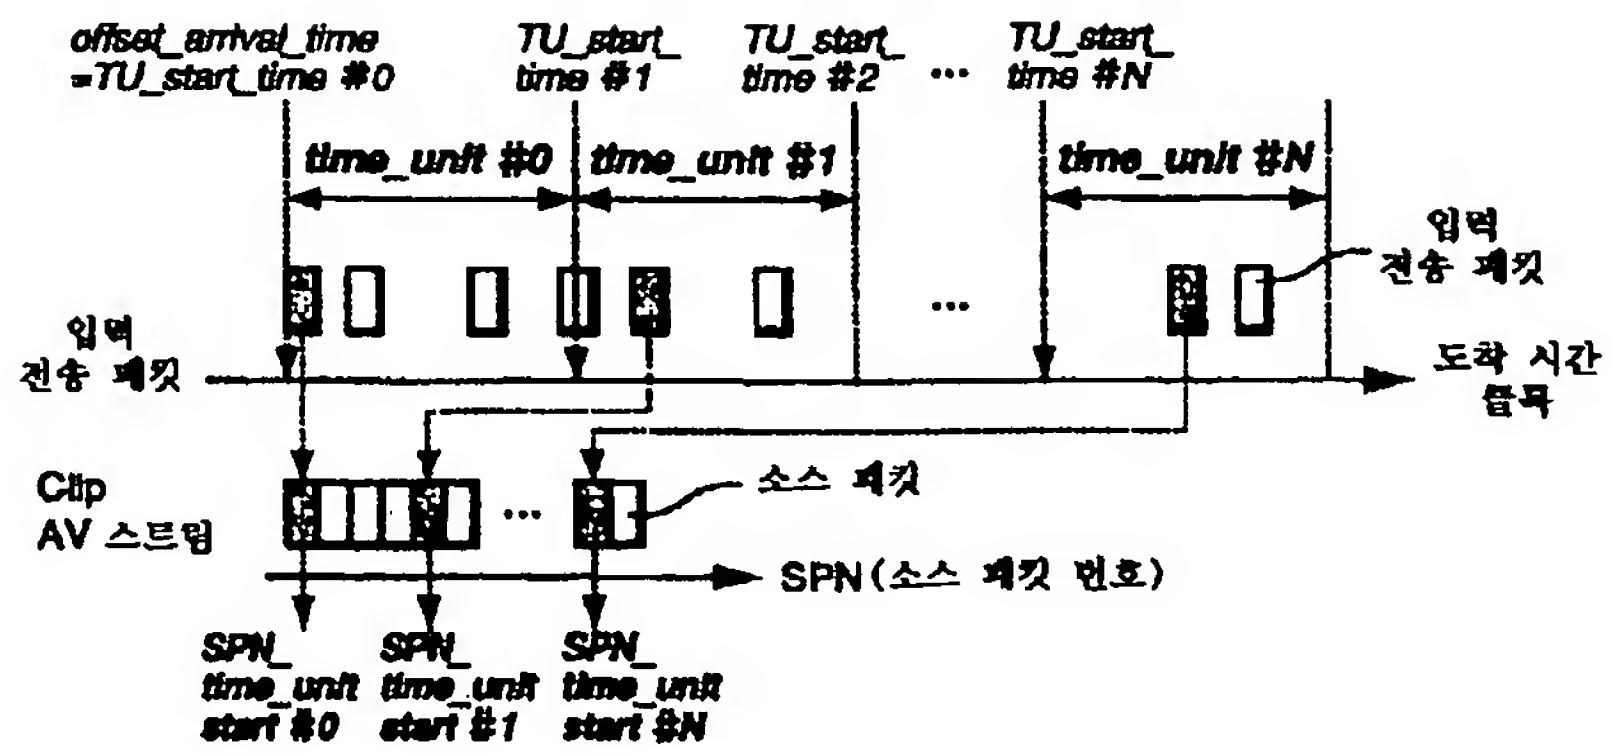 offset_arrival_time
=TU_start_time #0
TU_start_
time #1
TU_start_
time #2
...
TU_start_
time #N
time_unit #0
time_unit #1
time_unit #N
입력
전송 패킷
...
입력
전송 패킷
도착 시간
Clip
AV 스트림
...
소스 패킷
SPN(소스 패킷 번호)
SPN_
time_unit
start #0
SPN_
time_unit
start #1
SPN_
time_unit
start #N